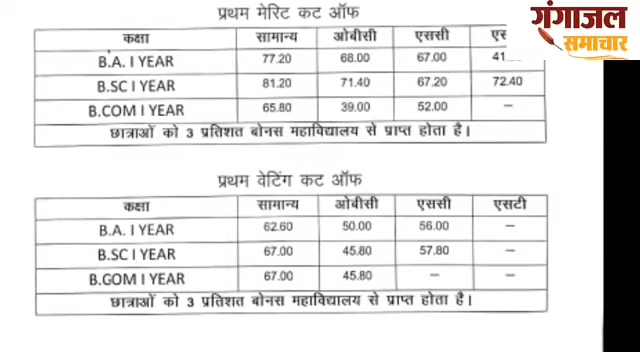 गंगाजल
समाचार
प्रथम मेरिट कट ऑफ
कक्षा सामान्य ओबीसी एससी
B.A. I YEAR 77.20 68.00 67.00
B.SC I YEAR 81.20 71.40 67.20 72.40
B.COM I YEAR 65.80 39.00 52.00 –
छात्राओं को 3 प्रतिशत बोनस महाविद्यालय से प्राप्त होता है।
प्रथम वेटिंग कट ऑफ
कक्षा सामान्य ओबीसी एससी एसटी
B.A. I YEAR 62.60 50.00 56.00 –
B.SC I YEAR 67.00 45.80 57.80 –
B.GOM I YEAR 67.00 45.80 – –
छात्राओं को 3 प्रतिशत बोनस महाविद्यालय से प्राप्त होता है।